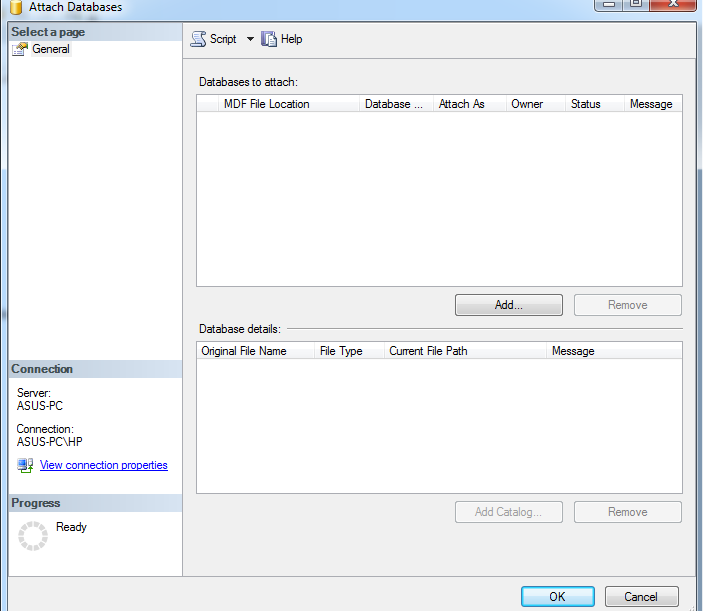 Attach Databases
Select a page
General
Script
Help
Databases to attach:
MDF File Location
Database ...
Attach As
Owner
Status
Message
Add...
Remove
Database details:
Original File Name
File Type
Current File Path
Message
Add Catalog...
Remove
Connection
Server:
ASUS-PC
Connection:
ASUS-PC\HP
View connection properties
Progress
Ready
OK
Cancel